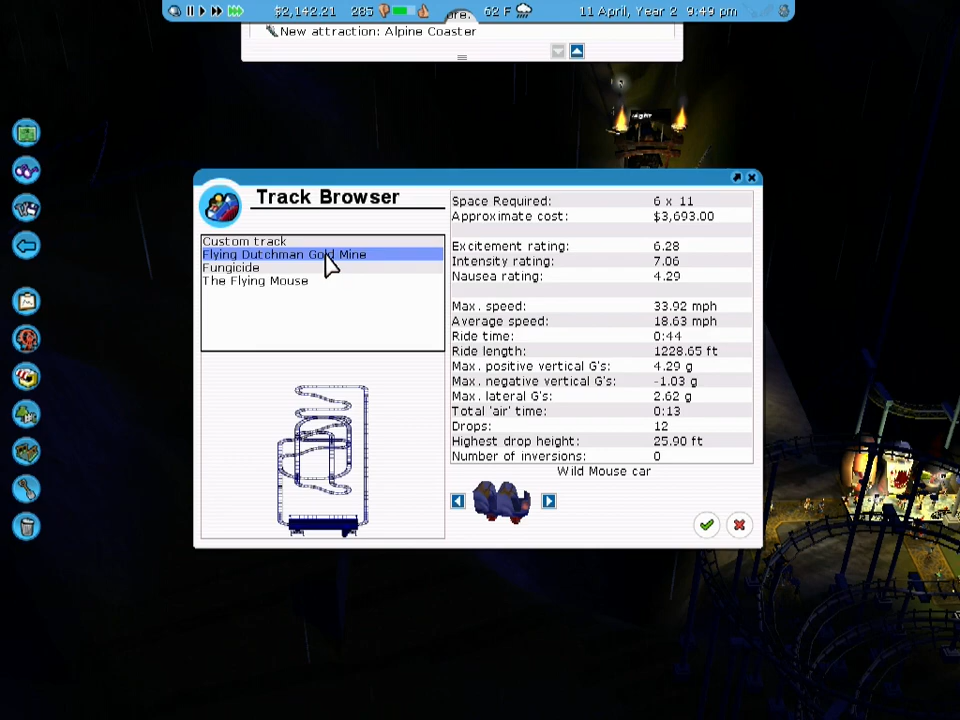 $2,142.21 285 62 F 11 April, Year 2 9:49 pm
ore.
New attraction: Alpine Coaster
Track Browser
Custom track
Flying Dutchman Gold Mine
Fungicide
The Flying Mouse
Space Required: 6 x 11
Approximate cost: $3,693.00
Excitement rating: 6.28
Intensity rating: 7.06
Nausea rating: 4.29
Max. speed: 33.92 mph
Average speed: 18.63 mph
Ride time: 0:44
Ride length: 1228.65 ft
Max. positive vertical G's: 4.29 g
Max. negative vertical G's: -1.03 g
Max. lateral G's: 2.62 g
Total 'air' time: 0:13
Drops: 12
Highest drop height: 25.90 ft
Number of inversions: 0
Wild Mouse car